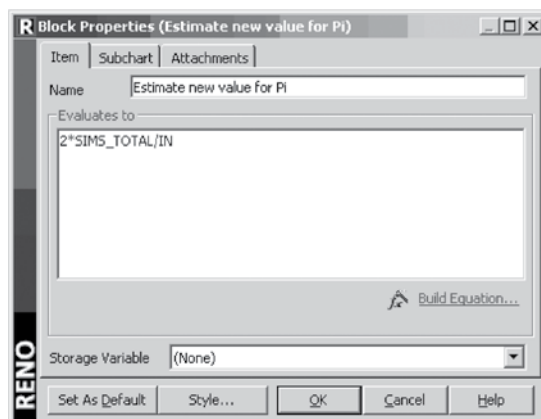 R Block Properties (Estimate new value for Pi)
Item Subchart Attachments
Name Estimate new value for Pi
Evaluates to
2*SIMS_TOTAL/IN
fx Build Equation...
Storage Variable (None)
Set As Default Style... OK Cancel Help
RENO